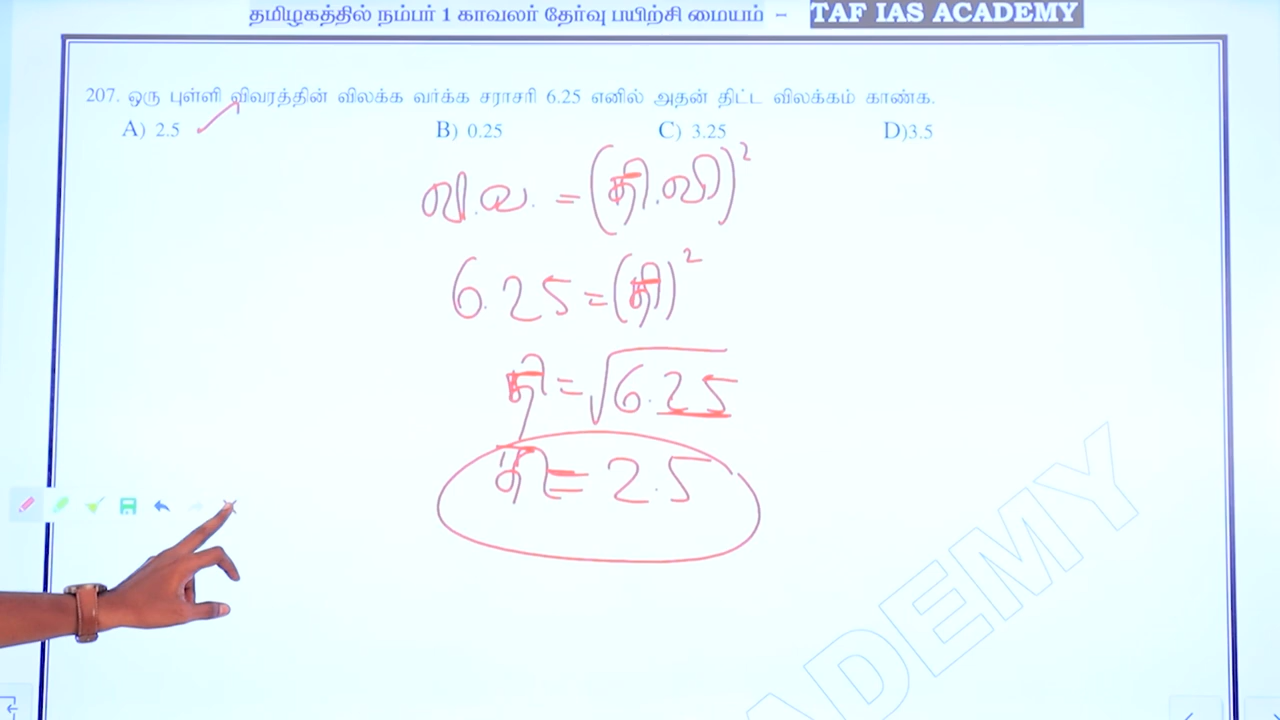 தமிழகத்தில் நம்பர் 1 காவலர் தேர்வு பயிற்சி மையம் – TAF IAS ACADEMY
207. ஒரு புள்ளி விவரத்தின் விலக்க வர்க்க சராசரி 6.25 எனில் அதன் திட்ட விலக்கம் காண்க.
A) 2.5 B) 0.25 C) 3.25 D)3.5
வி.வ. = (தி.வி)²
6.25 = (தி)²
தி = √6.25
தி = 2.5
ADEMY